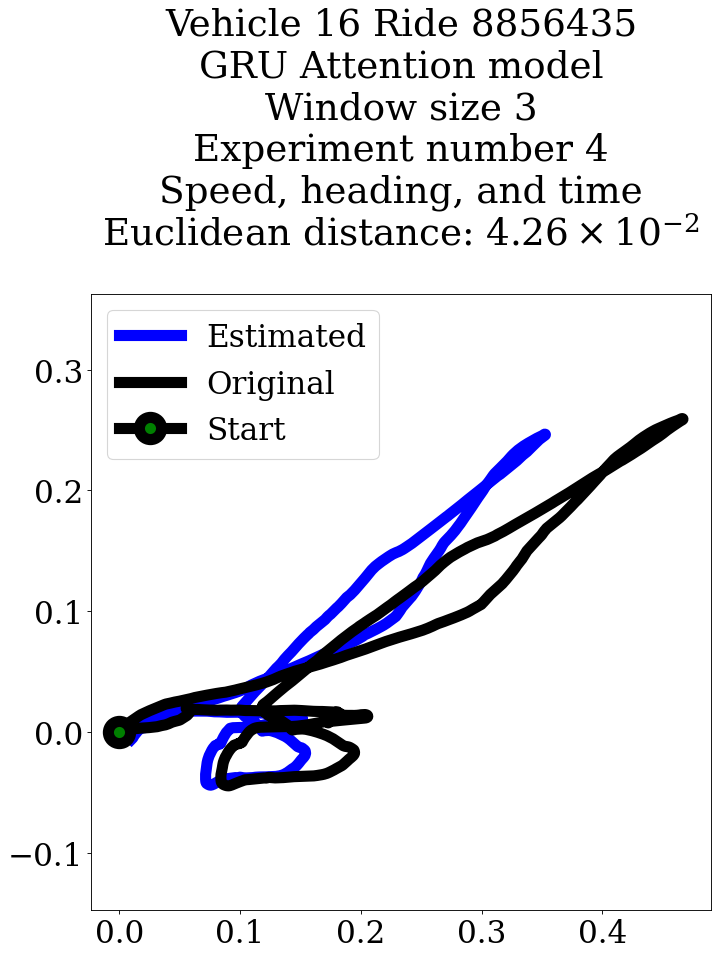 Vehicle 16 Ride 8856435
GRU Attention model
Window size 3
Experiment number 4
Speed, heading, and time
Euclidean distance: 4.26 × 10⁻²
Estimated
Original
Start
0.3
0.2
0.1
0.0
−0.1
0.0 0.1 0.2 0.3 0.4